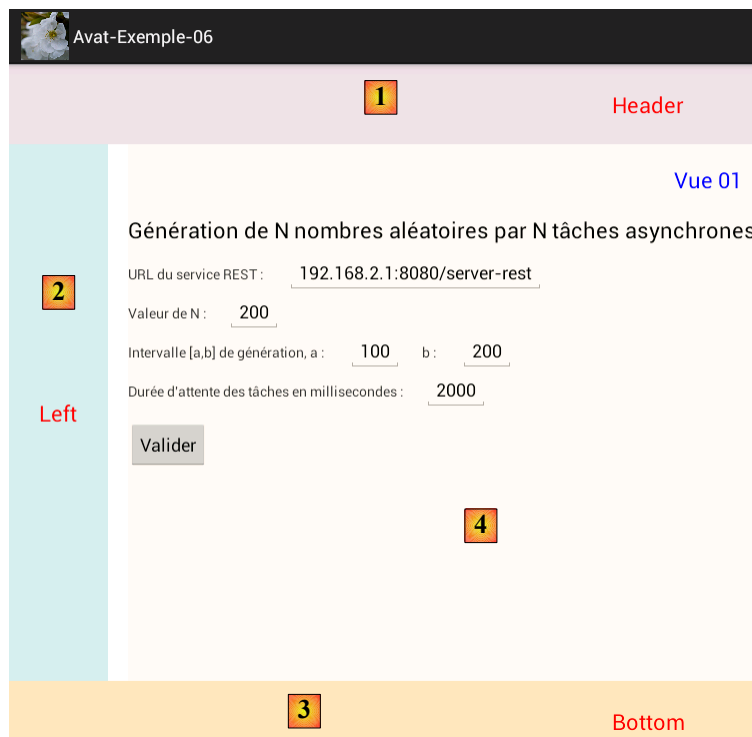 Avat-Exemple-06
1
Header
Vue 01
Génération de N nombres aléatoires par N tâches asynchrones
URL du service REST : 192.168.2.1:8080/server-rest
2
Valeur de N : 200
Intervalle [a,b] de génération, a : 100 b : 200
Durée d'attente des tâches en millisecondes : 2000
Left
Valider
4
3
Bottom